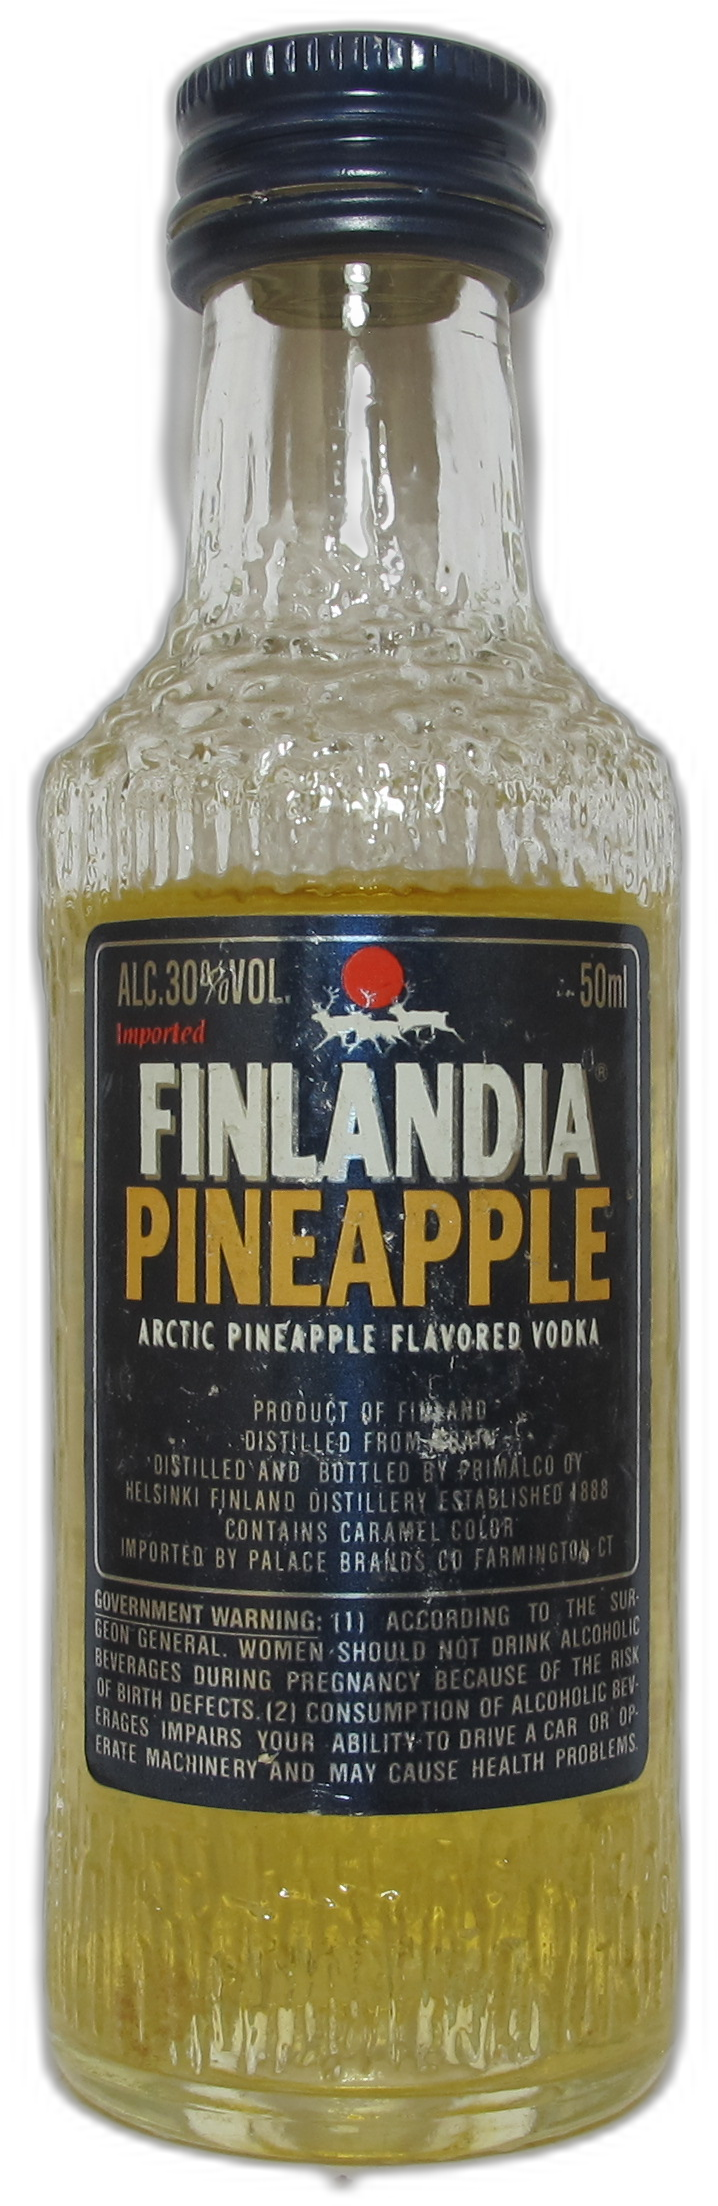 ALC.30%VOL. 50ml
Imported
FINLANDIA®
PINEAPPLE
ARCTIC PINEAPPLE FLAVORED VODKA
PRODUCT OF FINLAND
DISTILLED FROM GRAIN
DISTILLED AND BOTTLED BY PRIMALCO OY
HELSINKI FINLAND DISTILLERY ESTABLISHED 1888
CONTAINS CARAMEL COLOR
IMPORTED BY PALACE BRANDS CO FARMINGTON CT
GOVERNMENT WARNING: (1) ACCORDING TO THE SUR-
GEON GENERAL. WOMEN SHOULD NOT DRINK ALCOHOLIC
BEVERAGES DURING PREGNANCY BECAUSE OF THE RISK
OF BIRTH DEFECTS. (2) CONSUMPTION OF ALCOHOLIC BEV-
ERAGES IMPAIRS YOUR ABILITY TO DRIVE A CAR OR OP-
ERATE MACHINERY AND MAY CAUSE HEALTH PROBLEMS.